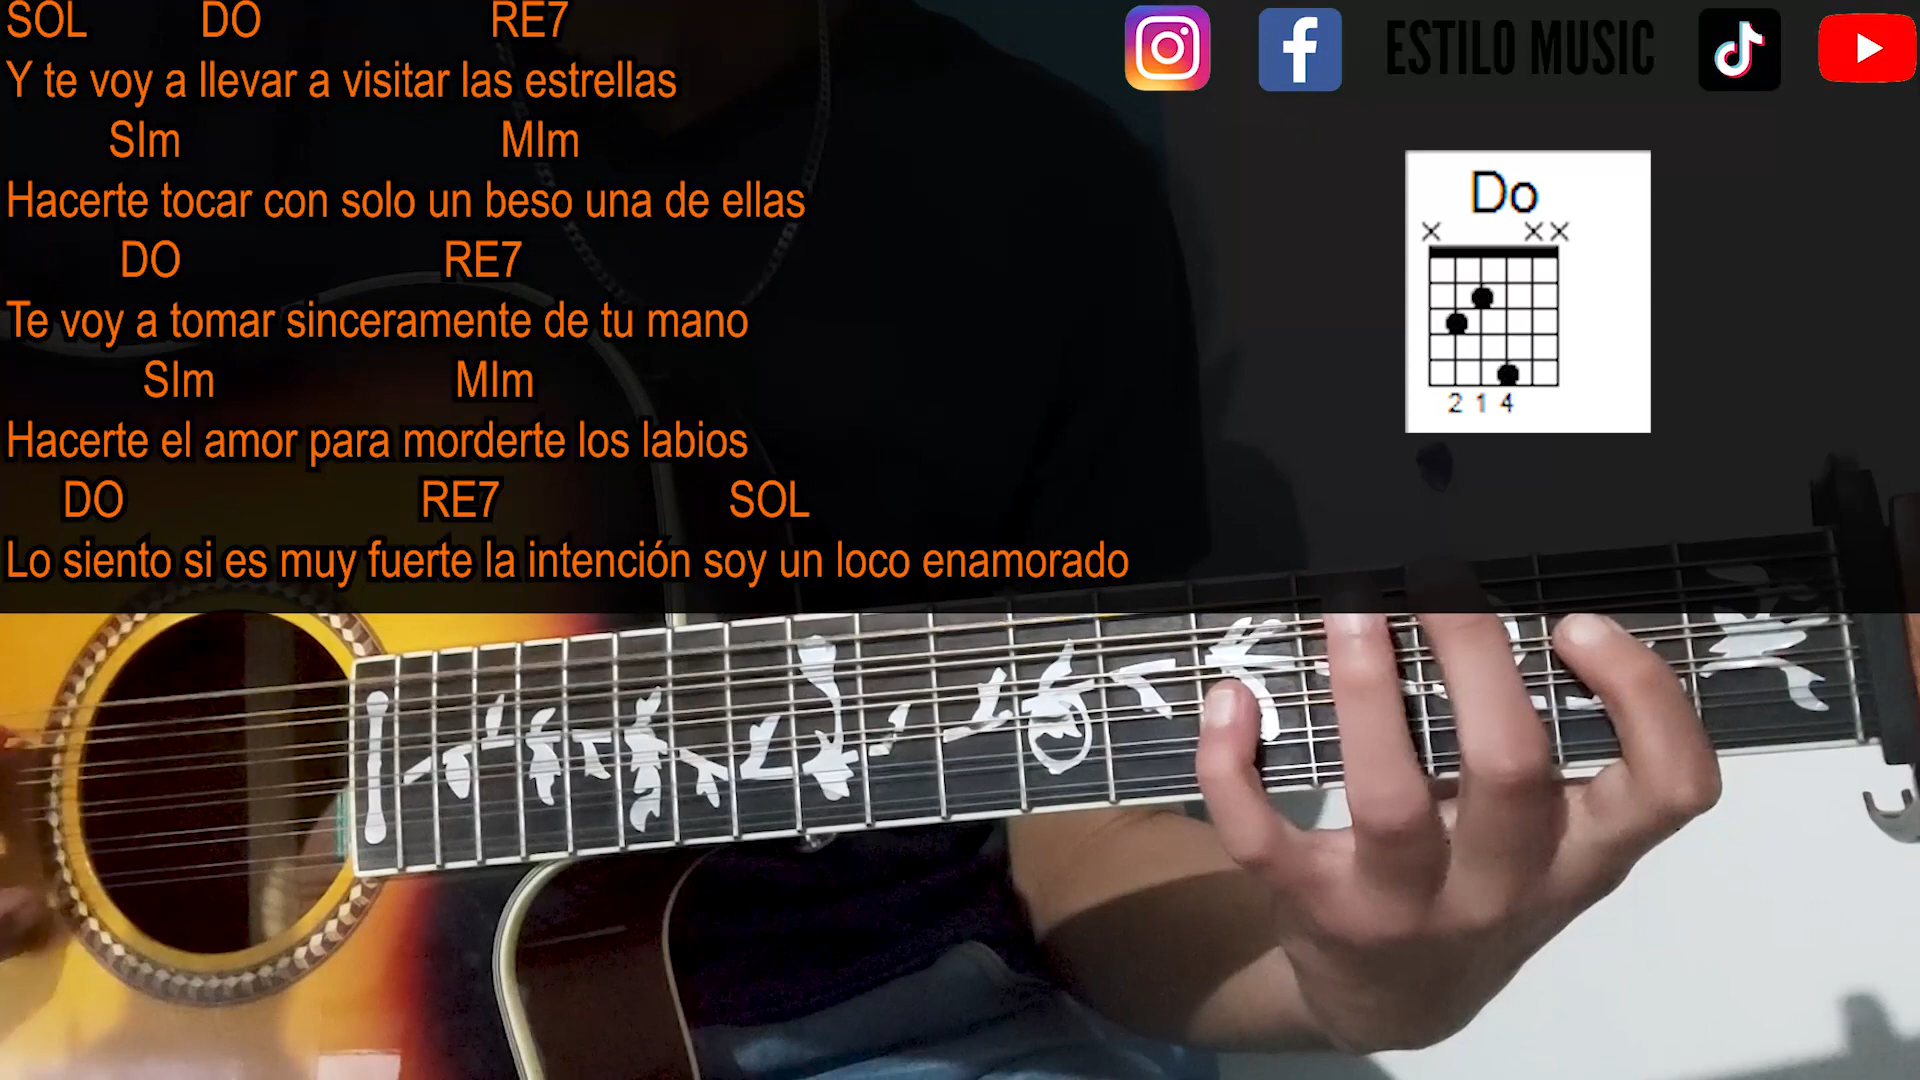 SOL DO RE7
Y te voy a llevar a visitar las estrellas
SIm MIm
Hacerte tocar con solo un beso una de ellas
DO RE7
Te voy a tomar sinceramente de tu mano
SIm MIm
Hacerte el amor para morderte los labios
DO RE7 SOL
Lo siento si es muy fuerte la intención soy un loco enamorado
ESTILO MUSIC
Do
x xx
2 1 4